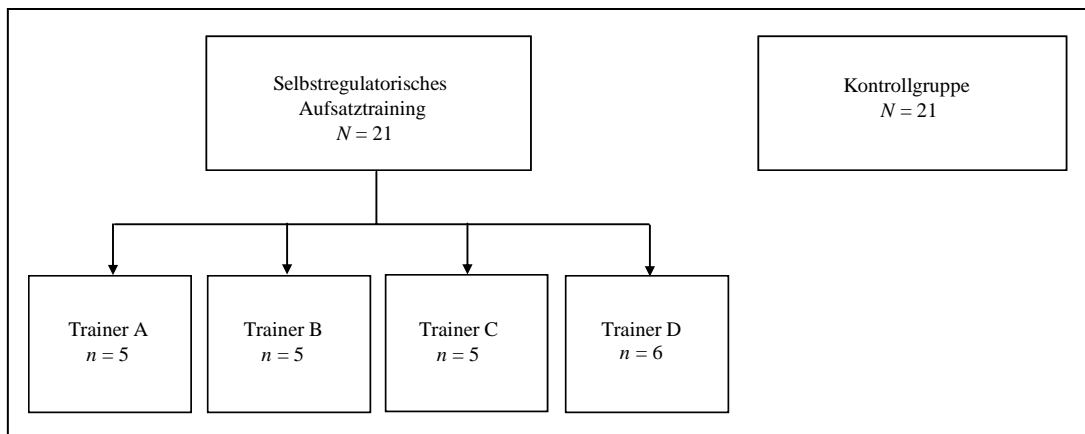 Selbstregulatorisches
Aufsatztraining
N = 21
Kontrollgruppe
N = 21
Trainer A
n = 5
Trainer B
n = 5
Trainer C
n = 5
Trainer D
n = 6